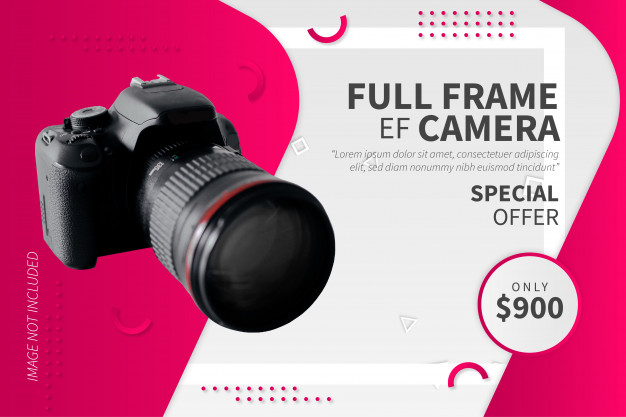 FULL FRAME
EF CAMERA
"Lorem ipsum dolor sit amet, consectetuer adipiscing
elit, sed diam nonummy nibh euismod tincidunt"
SPECIAL
OFFER
ONLY
$900
IMAGE NOT INCLUDED